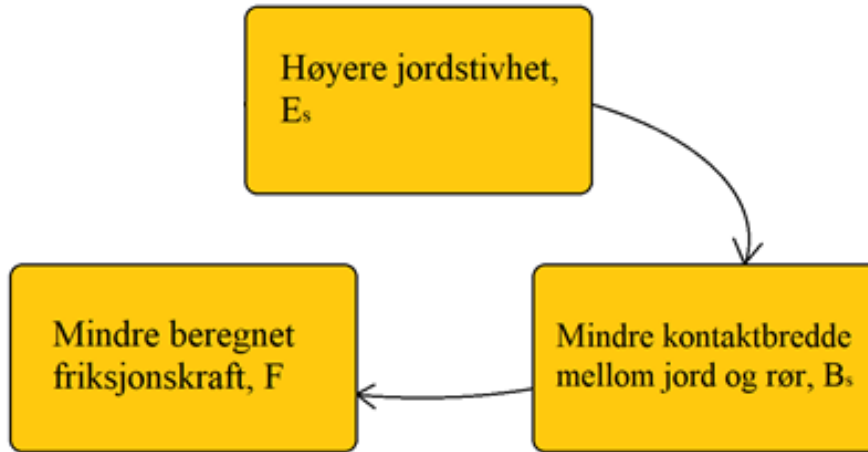 Høyere jordstivhet,
Es
Mindre kontaktbredde
mellom jord og rør, Bs
Mindre beregnet
friksjonskraft, F